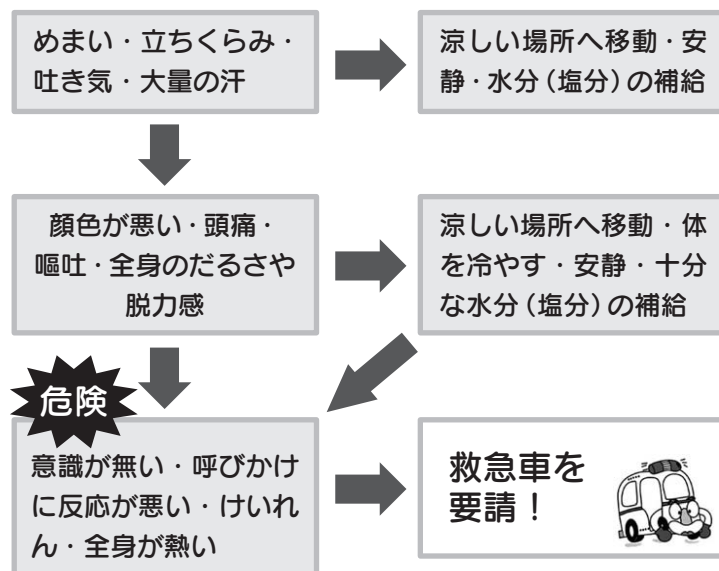 めまい・立ちくらみ・
吐き気・大量の汗
涼しい場所へ移動・安
静・水分(塩分)の補給
顔色が悪い・頭痛・
嘔吐・全身のだるさや
脱力感
涼しい場所へ移動・体
を冷やす・安静・十分
な水分(塩分)の補給
危険
意識が無い・呼びかけ
に反応が悪い・けいれ
ん・全身が熱い
救急車を
要請！